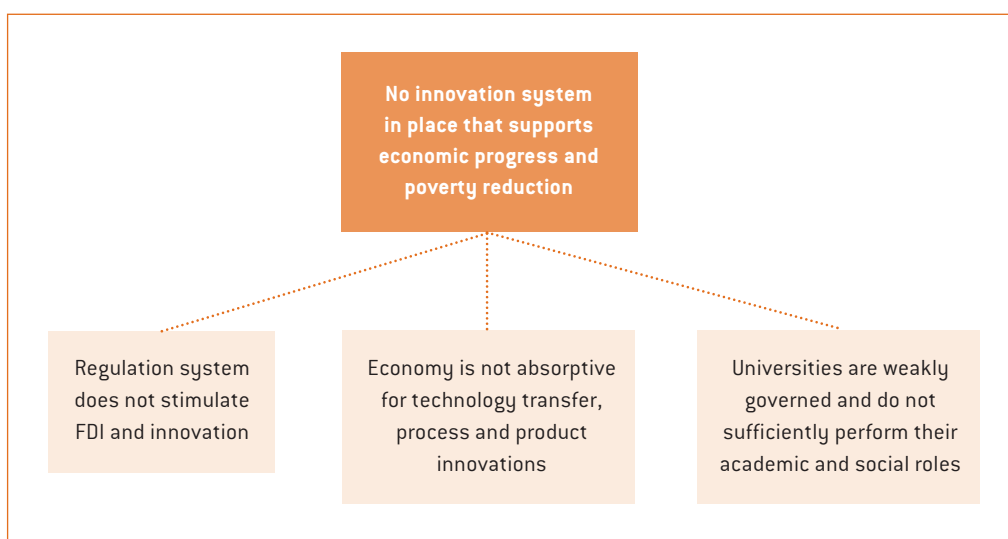 No innovation system
in place that supports
economic progress and
poverty reduction
Regulation system
does not stimulate
FDI and innovation
Economy is not absorptive
for technology transfer,
process and product
innovations
Universities are weakly
governed and do not
sufficiently perform their
academic and social roles